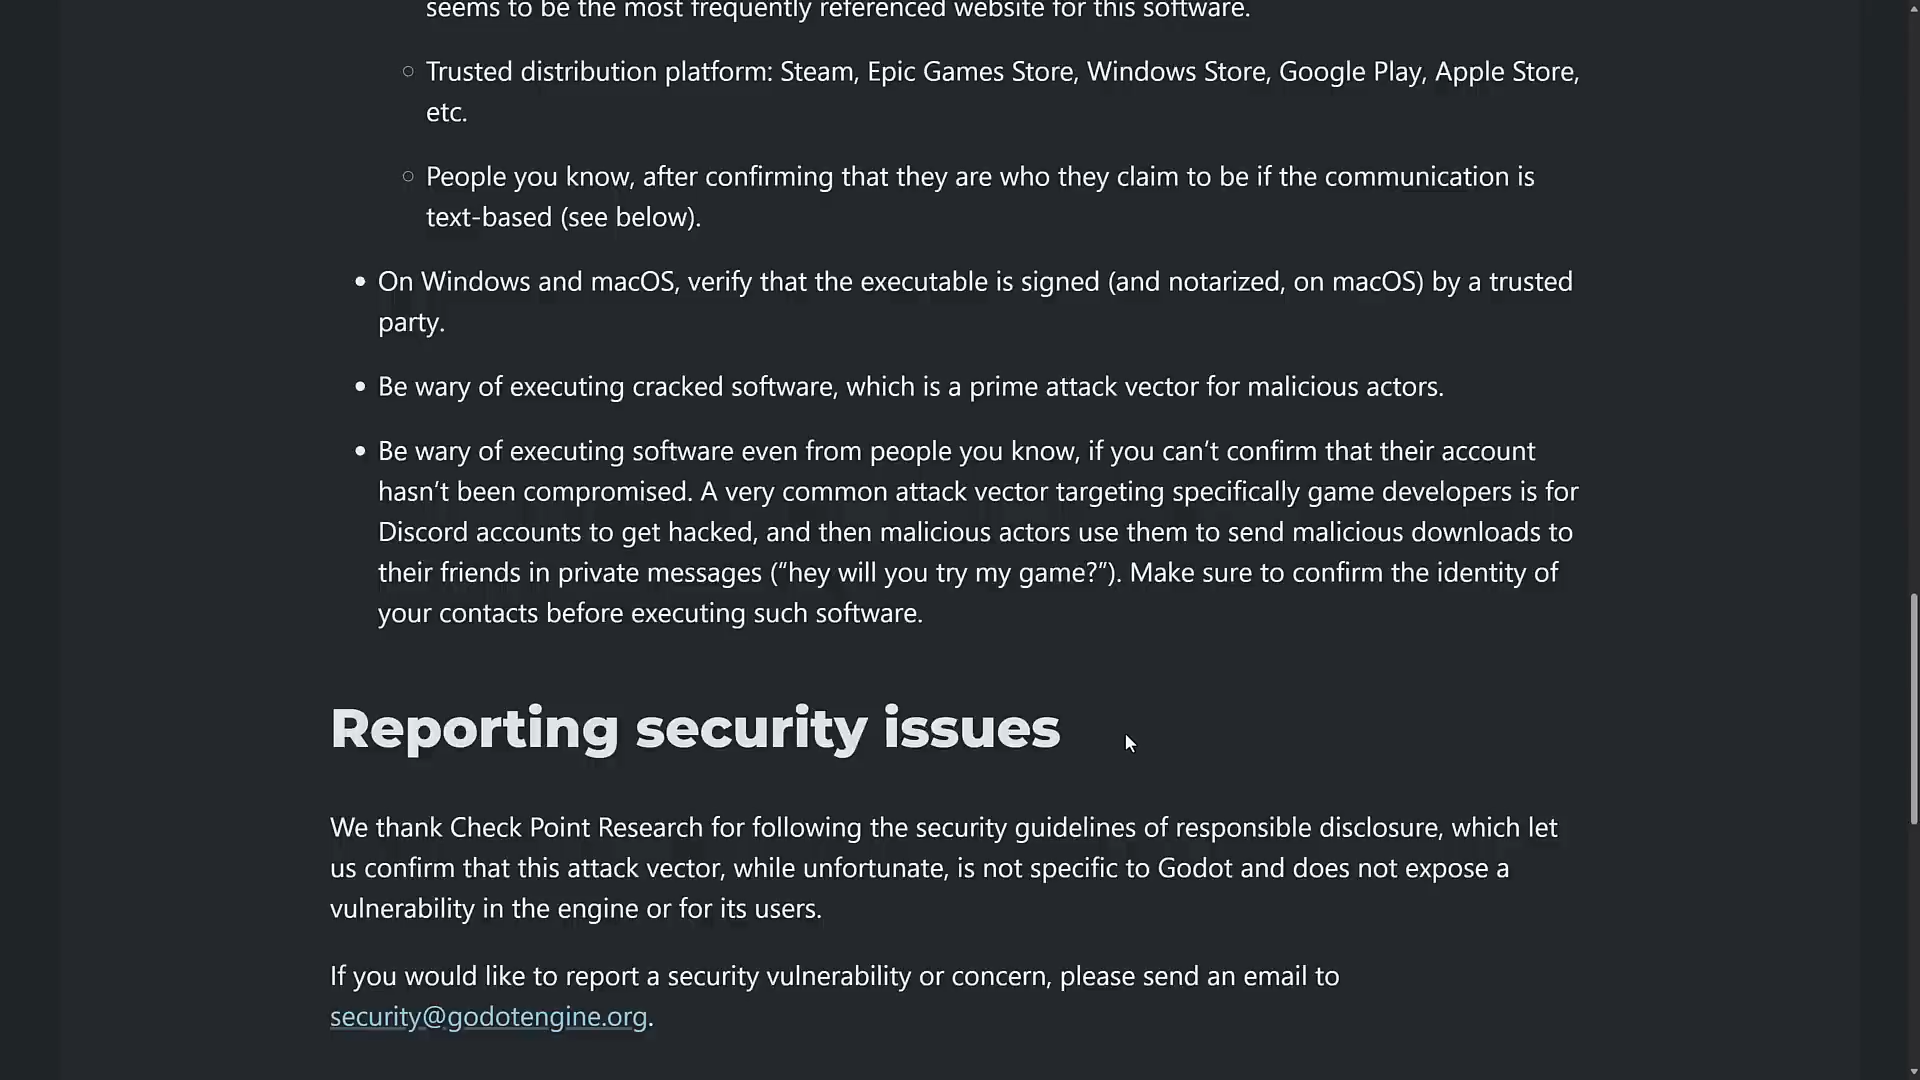 seems to be the most frequently referenced website for this software.
Trusted distribution platform: Steam, Epic Games Store, Windows Store, Google Play, Apple Store,
etc.
People you know, after confirming that they are who they claim to be if the communication is
text-based (see below).
On Windows and macOS, verify that the executable is signed (and notarized, on macOS) by a trusted
party.
Be wary of executing cracked software, which is a prime attack vector for malicious actors.
Be wary of executing software even from people you know, if you can’t confirm that their account
hasn’t been compromised. A very common attack vector targeting specifically game developers is for
Discord accounts to get hacked, and then malicious actors use them to send malicious downloads to
their friends in private messages (“hey will you try my game?”). Make sure to confirm the identity of
your contacts before executing such software.
Reporting security issues
We thank Check Point Research for following the security guidelines of responsible disclosure, which let
us confirm that this attack vector, while unfortunate, is not specific to Godot and does not expose a
vulnerability in the engine or for its users.
If you would like to report a security vulnerability or concern, please send an email to
security@godotengine.org.